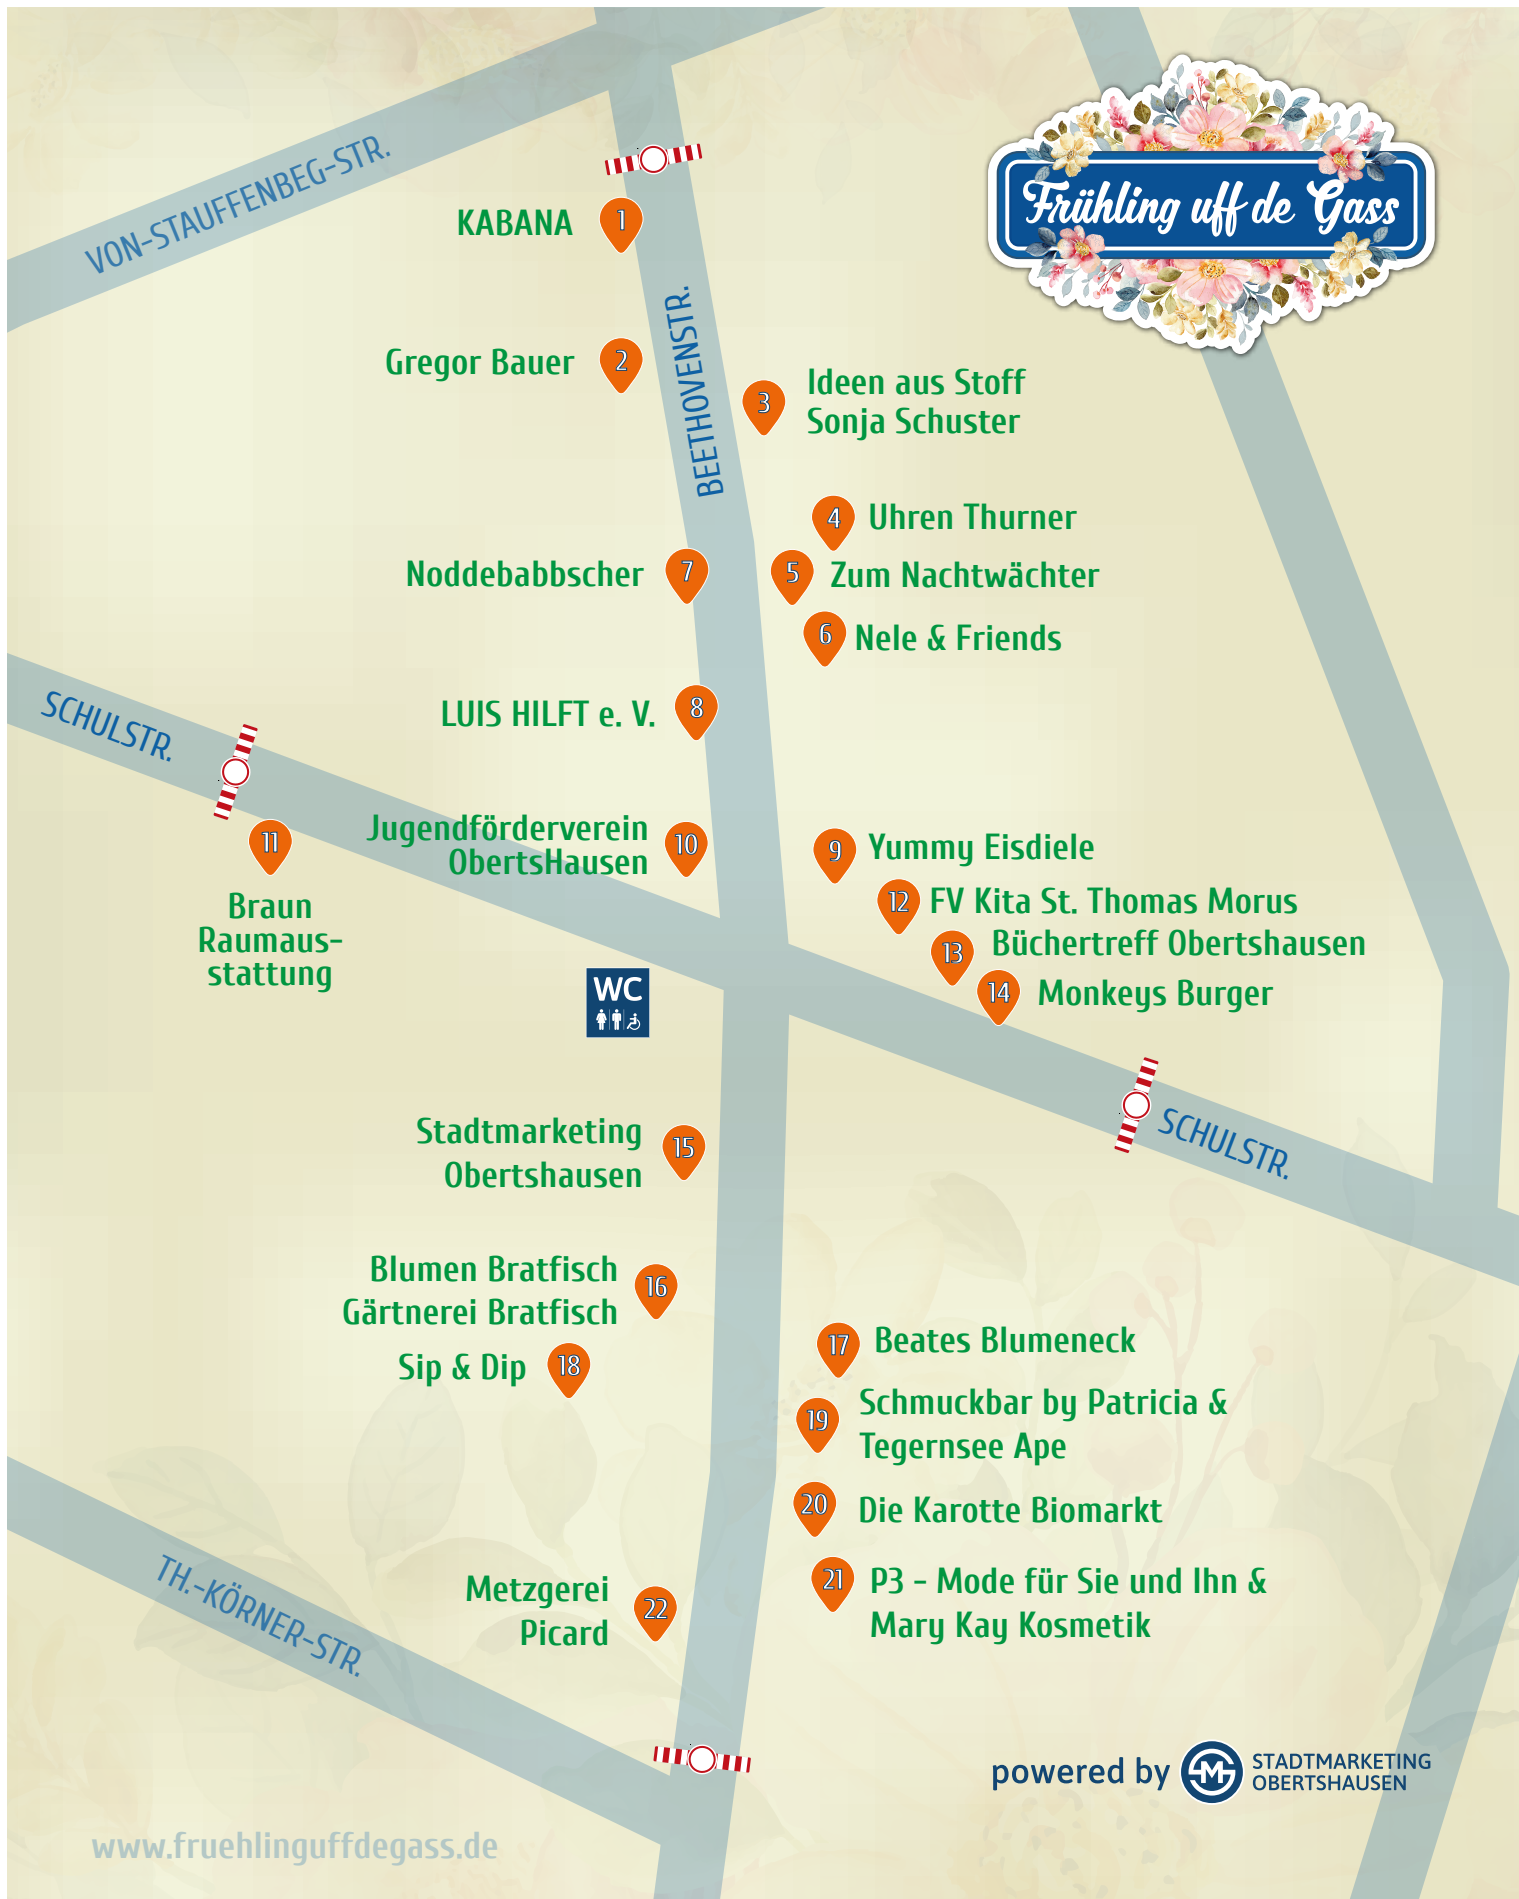 VON-STAUFFENBEG-STR.
Frühling uff de Gass
KABANA
1
BEETHOVENSTR.
Gregor Bauer
2
3
Ideen aus Stoff
Sonja Schuster
4
Uhren Thurner
Noddebabbscher
7
5
Zum Nachtwächter
6
Nele & Friends
SCHULSTR.
LUIS HILFT e. V.
8
11
Braun
Raumaus-
stattung
Jugendförderverein
ObertsHausen
10
9
Yummy Eisdiele
12
FV Kita St. Thomas Morus
13
Büchertreff Obertshausen
14
Monkeys Burger
WC
SCHULSTR.
Stadtmarketing
Obertshausen
15
Blumen Bratfisch
Gärtnerei Bratfisch
16
Sip & Dip
18
17
Beates Blumeneck
19
Schmuckbar by Patricia &
Tegernsee Ape
20
Die Karotte Biomarkt
TH.-KÖRNER-STR.
Metzgerei
Picard
22
21
P3 - Mode für Sie und Ihn &
Mary Kay Kosmetik
powered by
STADTMARKETING
OBERTSHAUSEN
www.fruehlinguffdegass.de